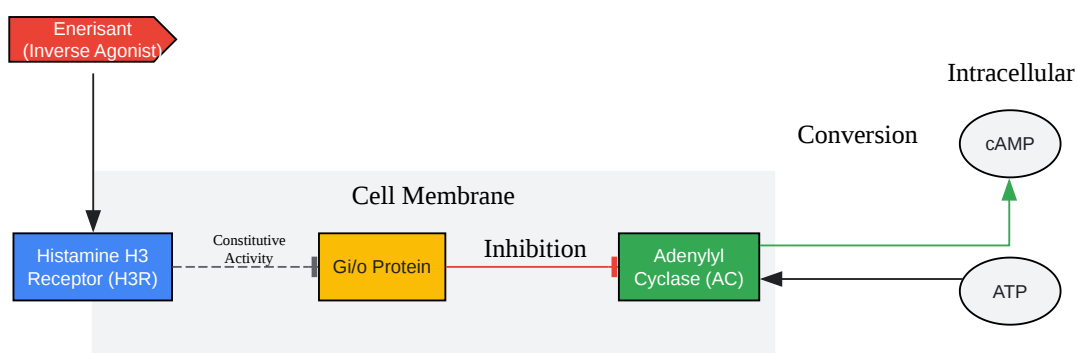 Enerisant
(Inverse Agonist)
Intracellular
Conversion
cAMP
Cell Membrane
Histamine H3
Receptor (H3R)
Constitutive
Activity
Gi/o Protein
Inhibition
Adenylyl
Cyclase (AC)
ATP